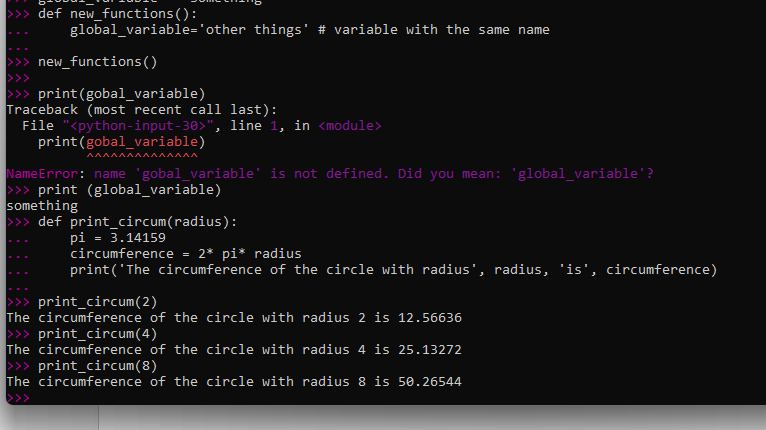 >>> global_variable = 'something'
>>> def new_functions():
...     global_variable='other things' # variable with the same name
...
>>> new_functions()
>>>
>>> print(gobal_variable)
Traceback (most recent call last):
  File "<python-input-30>", line 1, in <module>
    print(gobal_variable)
          ^^^^^^^^^^^^^^
NameError: name 'gobal_variable' is not defined. Did you mean: 'global_variable'?
>>> print (global_variable)
something
>>> def print_circum(radius):
...     pi = 3.14159
...     circumference = 2* pi* radius
...     print('The circumference of the circle with radius', radius, 'is', circumference)
...
>>> print_circum(2)
The circumference of the circle with radius 2 is 12.56636
>>> print_circum(4)
The circumference of the circle with radius 4 is 25.13272
>>> print_circum(8)
The circumference of the circle with radius 8 is 50.26544
>>>